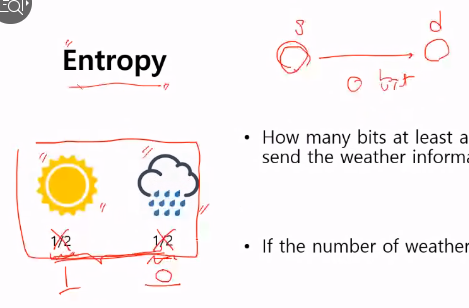 Entropy
s
d
0 bit
1/2
1/2
1
0
• How many bits at least a
send the weather informa
• If the number of weather